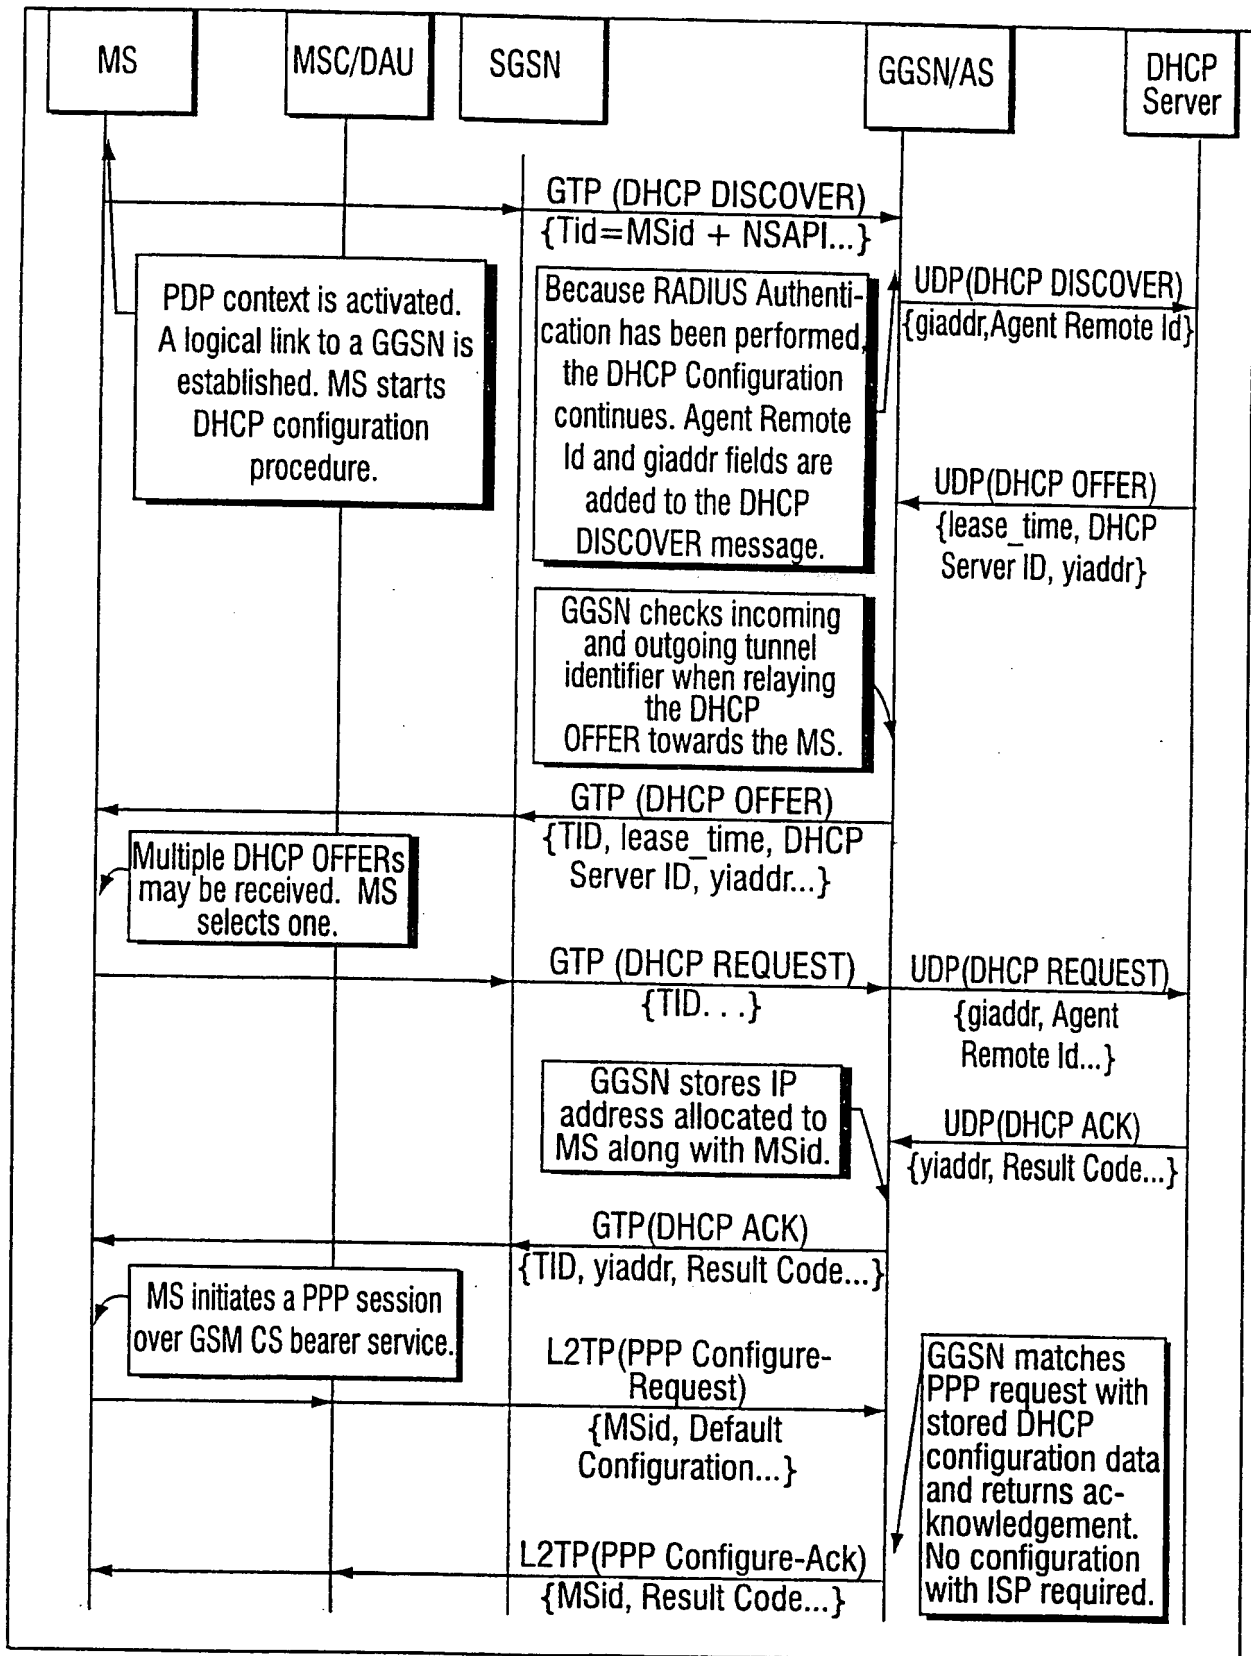 MS
MSC/DAU
SGSN
GGSN/AS
DHCP
Server
GTP (DHCP DISCOVER)
{Tid=MSid + NSAPI...}
PDP context is activated.
A logical link to a GGSN is
established. MS starts
DHCP configuration
procedure.
Because RADIUS Authenti-
cation has been performed,
the DHCP Configuration
continues. Agent Remote
Id and giaddr fields are
added to the DHCP
DISCOVER message.
UDP(DHCP DISCOVER)
{giaddr,Agent Remote Id}
UDP(DHCP OFFER)
{lease_time, DHCP
Server ID, yiaddr}
GGSN checks incoming
and outgoing tunnel
identifier when relaying
the DHCP
OFFER towards the MS.
GTP (DHCP OFFER)
{TID, lease_time, DHCP
Server ID, yiaddr...}
Multiple DHCP OFFERs
may be received. MS
selects one.
GTP (DHCP REQUEST)
{TID. . .}
UDP(DHCP REQUEST)
{giaddr, Agent
Remote Id...}
GGSN stores IP
address allocated to
MS along with MSid.
UDP(DHCP ACK)
{yiaddr, Result Code...}
GTP(DHCP ACK)
{TID, yiaddr, Result Code...}
MS initiates a PPP session
over GSM CS bearer service.
L2TP(PPP Configure-
Request)
{MSid, Default
Configuration...}
GGSN matches
PPP request with
stored DHCP
configuration data
and returns ac-
knowledgement.
No configuration
with ISP required.
L2TP(PPP Configure-Ack)
{MSid, Result Code...}